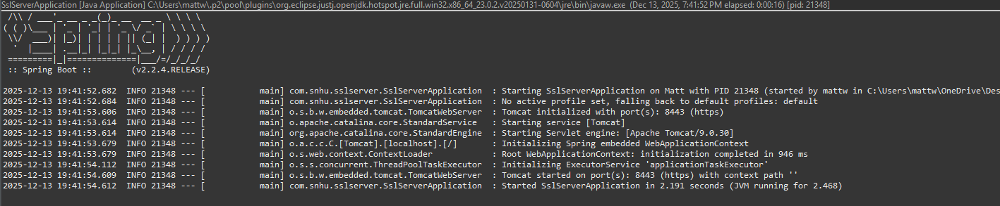 SslServerApplication [Java Application] C:\Users\mattw\.p2\pool\plugins\org.eclipse.justj.openjdk.hotspot.jre.full.win32.x86_64_23.0.2.v20250131-0604\jre\bin\javaw.exe (Dec 13, 2025, 7:41:52 PM elapsed: 0:00:16) [pid: 21348]
 /\\ / ___'_ __ _ _(_)_ __  __ _ \ \ \ \
( ( )\___ | '_ | '_| | '_ \/ _` | \ \ \ \
 \\/  ___)| |_)| | | | | || (_| |  ) ) ) )
  '  |____| .__|_| |_|_| |_\__, | / / / /
 =========|_|==============|___/=/_/_/_/
 :: Spring Boot ::        (v2.2.4.RELEASE)
2025-12-13 19:41:52.682  INFO 21348 --- [           main] com.snhu.sslserver.SslServerApplication  : Starting SslServerApplication on Matt with PID 21348 (started by mattw in C:\Users\mattw\OneDrive\Des
2025-12-13 19:41:52.684  INFO 21348 --- [           main] com.snhu.sslserver.SslServerApplication  : No active profile set, falling back to default profiles: default
2025-12-13 19:41:53.606  INFO 21348 --- [           main] o.s.b.w.embedded.tomcat.TomcatWebServer  : Tomcat initialized with port(s): 8443 (https)
2025-12-13 19:41:53.614  INFO 21348 --- [           main] o.apache.catalina.core.StandardService   : Starting service [Tomcat]
2025-12-13 19:41:53.614  INFO 21348 --- [           main] org.apache.catalina.core.StandardEngine  : Starting Servlet engine: [Apache Tomcat/9.0.30]
2025-12-13 19:41:53.679  INFO 21348 --- [           main] o.a.c.c.C.[Tomcat].[localhost].[/]       : Initializing Spring embedded WebApplicationContext
2025-12-13 19:41:53.679  INFO 21348 --- [           main] o.s.web.context.ContextLoader            : Root WebApplicationContext: initialization completed in 946 ms
2025-12-13 19:41:54.112  INFO 21348 --- [           main] o.s.s.concurrent.ThreadPoolTaskExecutor  : Initializing ExecutorService 'applicationTaskExecutor'
2025-12-13 19:41:54.609  INFO 21348 --- [           main] o.s.b.w.embedded.tomcat.TomcatWebServer  : Tomcat started on port(s): 8443 (https) with context path ''
2025-12-13 19:41:54.612  INFO 21348 --- [           main] com.snhu.sslserver.SslServerApplication  : Started SslServerApplication in 2.191 seconds (JVM running for 2.468)